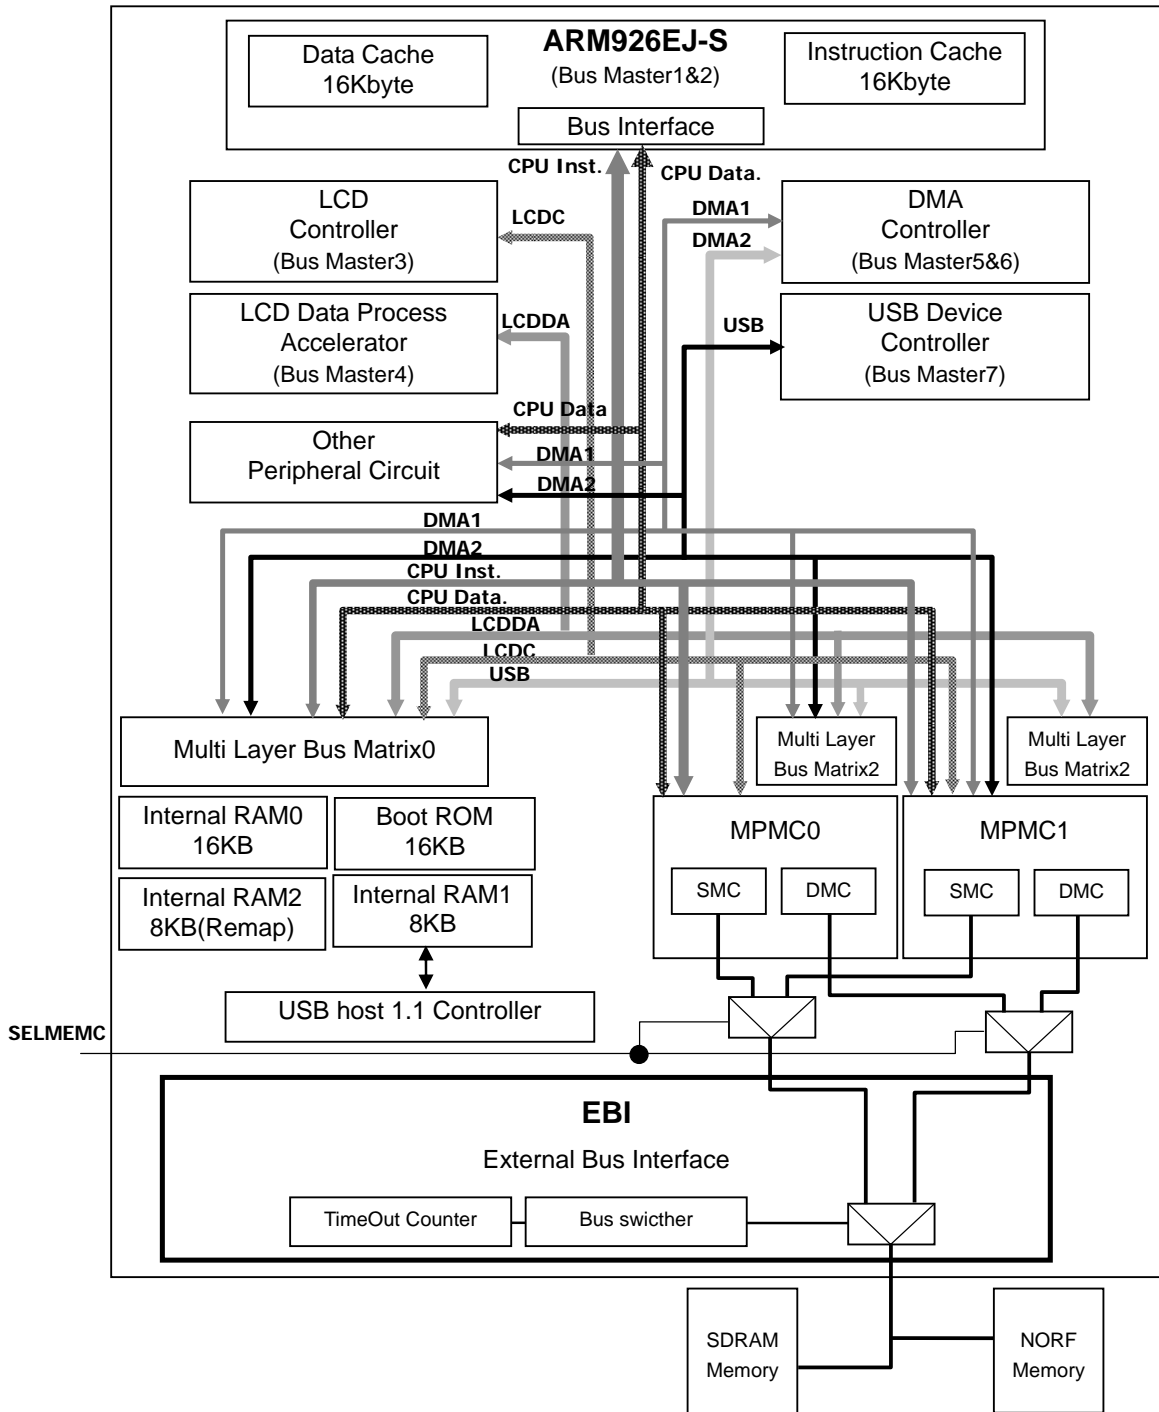 ARM926EJ-S
(Bus Master1&2)
Data Cache
16Kbyte
Instruction Cache
16Kbyte
Bus Interface
CPU Inst.
CPU Data.
LCD
Controller
(Bus Master3)
LCDC
DMA1
DMA2
DMA
Controller
(Bus Master5&6)
LCD Data Process
Accelerator
(Bus Master4)
LCDDA
USB
USB Device
Controller
(Bus Master7)
Other
Peripheral Circuit
CPU Data
DMA1
DMA2
DMA1
DMA2
CPU Inst.
CPU Data.
LCDDA
LCDC
USB
Multi Layer Bus Matrix0
Multi Layer
Bus Matrix2
Multi Layer
Bus Matrix2
Internal RAM0
16KB
Boot ROM
16KB
Internal RAM2
8KB(Remap)
Internal RAM1
8KB
USB host 1.1 Controller
MPMC0
SMC
DMC
MPMC1
SMC
DMC
SELMEMC
EBI
External Bus Interface
TimeOut Counter
Bus swicther
SDRAM
Memory
NORF
Memory